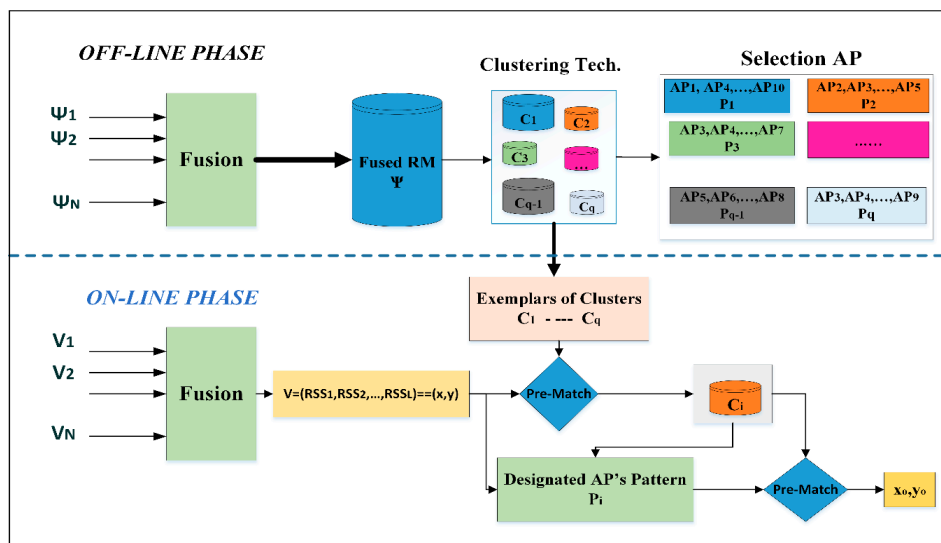 OFF-LINE PHASE
Ψ1
Ψ2
ΨN
Fusion
Fused RM
Ψ
Clustering Tech.
C1
C2
C3
...
Cq-1
Cq
Selection AP
AP1, AP4,...,AP10
P1
AP2,AP3,...,AP5
P2
AP3,AP4,...,AP7
P3
......
AP5,AP6,...,AP8
Pq-1
AP3,AP4,...,AP9
Pq
ON-LINE PHASE
V1
V2
VN
Fusion
V=(RSS1,RSS2,...,RSSL)==(x,y)
Exemplars of Clusters
C1 - --- Cq
Pre-Match
Ci
Designated AP's Pattern
Pi
Pre-Match
xo,yo